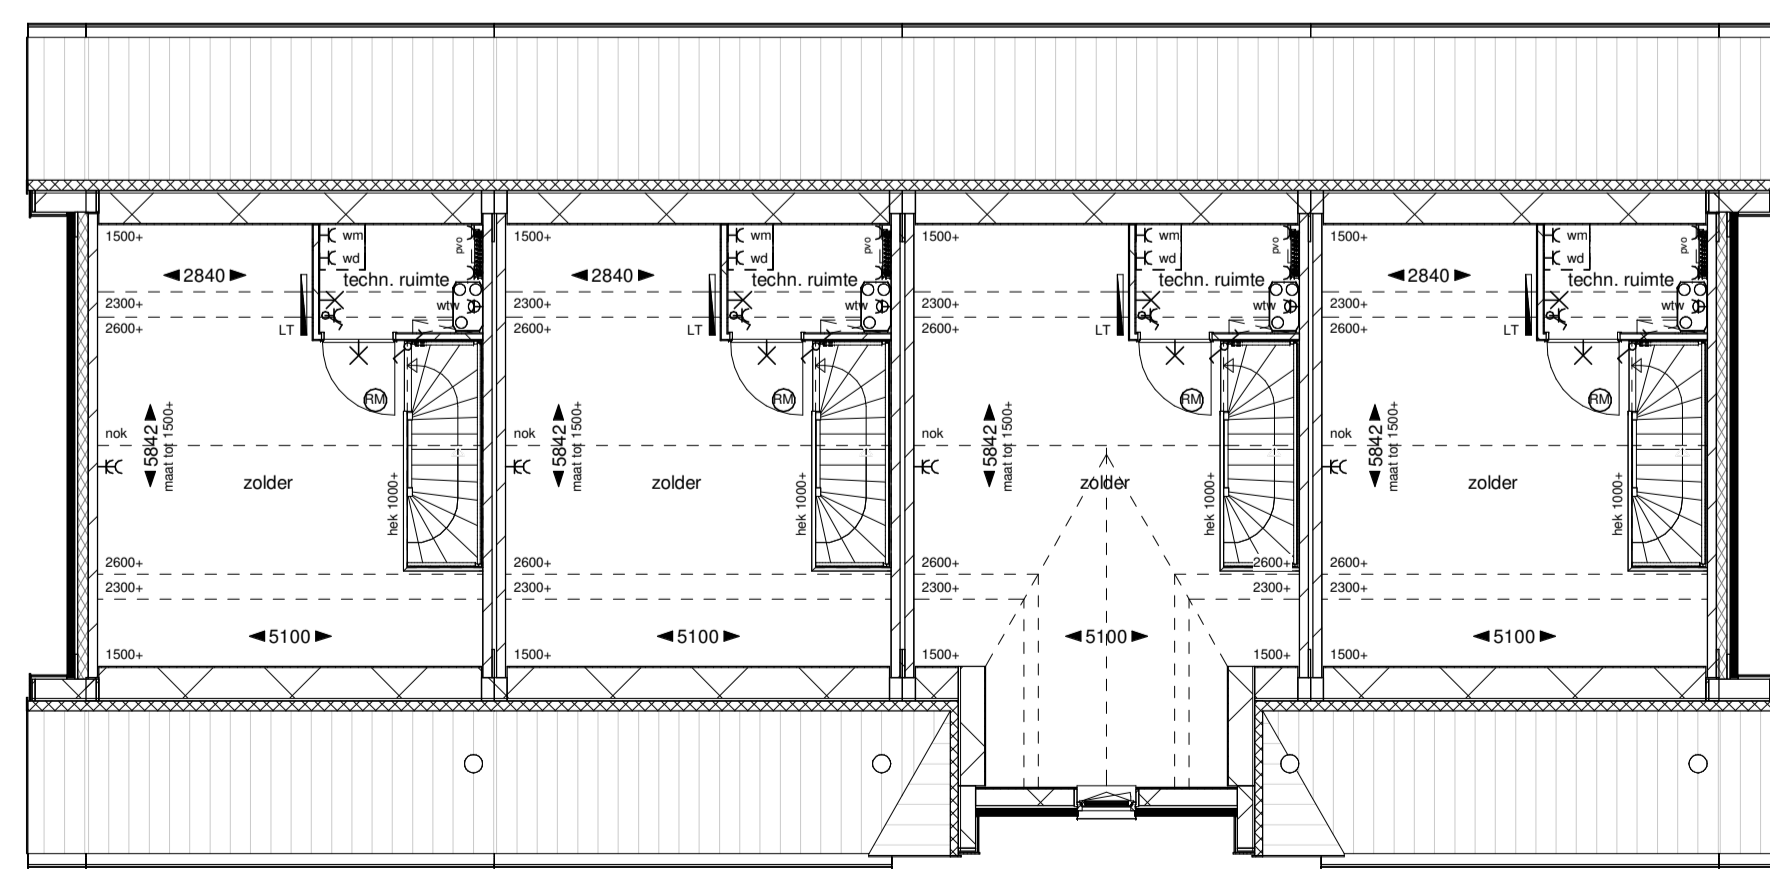 1500+ wm pvo 1500+ wm pvo 1500+ wm pvo 1500+ wm pvo
wd wd wd wd
2840 techn. ruimte 2840 techn. ruimte techn. ruimte 2840 techn. ruimte
wtw 2300+ wtw 2300+ wtw 2300+ wtw
LT 2600+ LT 2600+ LT 2600+ LT
RM RM RM RM
nok nok nok nok
5842 5842 5842 5842
maat tot 1500+ maat tot 1500+ maat tot 1500+ maat tot 1500+
zolder zolder zolder zolder
hek 1000+ hek 1000+ hek 1000+ hek 1000+
2600+ 2600+ 2600+ 2600+ 2600+
2300+ 2300+ 2300+ 2300+ 2300+
5100 5100 5100 5100
1500+ 1500+ 1500+ 1500+ 1500+